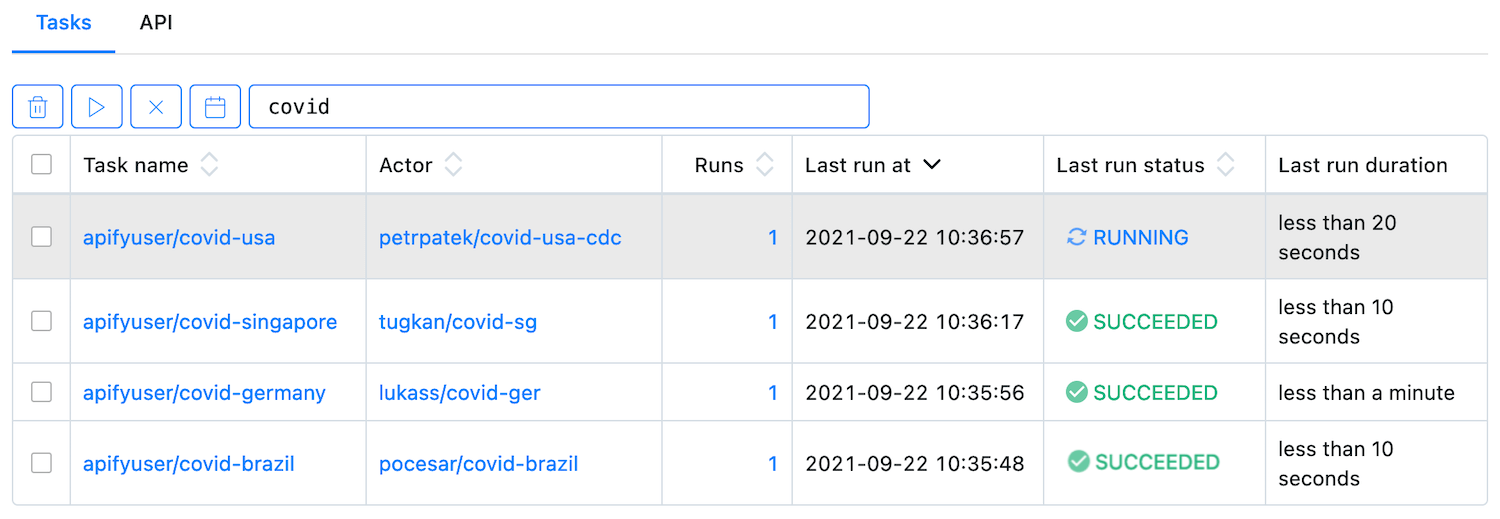 Tasks API
covid
Task name Actor Runs Last run at Last run status Last run duration
apifyuser/covid-usa petrpatek/covid-usa-cdc 1 2021-09-22 10:36:57 RUNNING less than 20
seconds
apifyuser/covid-singapore tugkan/covid-sg 1 2021-09-22 10:36:17 SUCCEEDED less than 10
seconds
apifyuser/covid-germany lukass/covid-ger 1 2021-09-22 10:35:56 SUCCEEDED less than a minute
apifyuser/covid-brazil pocesar/covid-brazil 1 2021-09-22 10:35:48 SUCCEEDED less than 10
seconds